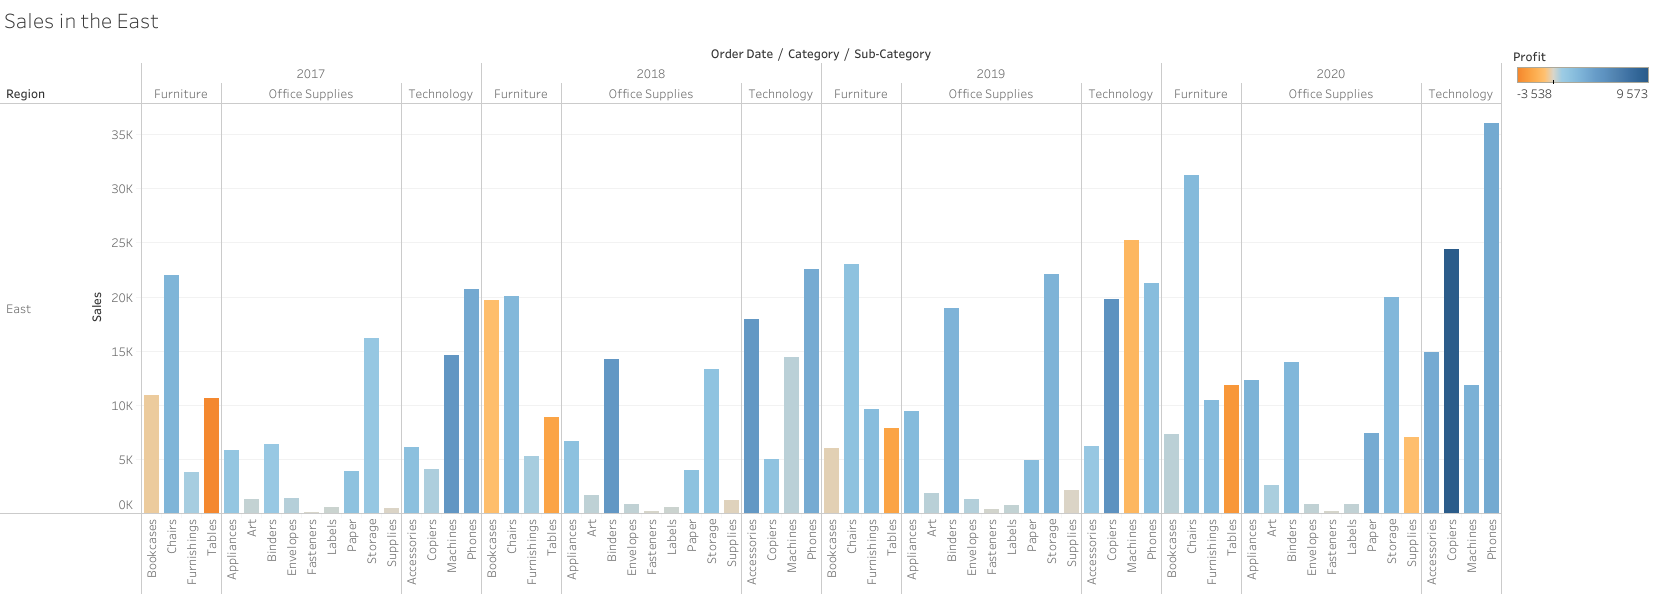 Sales in the East
Order Date / Category / Sub-Category
Profit
2017 2018 2019 2020
-3 538 9 573
Region Furniture Office Supplies Technology Furniture Office Supplies Technology Furniture Office Supplies Technology Furniture Office Supplies Technology
35K
30K
25K
20K
East
Sales
15K
10K
5K
0K
Bookcases
Chairs
Furnishings
Tables
Appliances
Art
Binders
Envelopes
Fasteners
Labels
Paper
Storage
Supplies
Accessories
Copiers
Machines
Phones
Bookcases
Chairs
Furnishings
Tables
Appliances
Art
Binders
Envelopes
Fasteners
Labels
Paper
Storage
Supplies
Accessories
Copiers
Machines
Phones
Bookcases
Chairs
Furnishings
Tables
Appliances
Art
Binders
Envelopes
Fasteners
Labels
Paper
Storage
Supplies
Accessories
Copiers
Machines
Phones
Bookcases
Chairs
Furnishings
Tables
Appliances
Art
Binders
Envelopes
Fasteners
Labels
Paper
Storage
Supplies
Accessories
Copiers
Machines
Phones